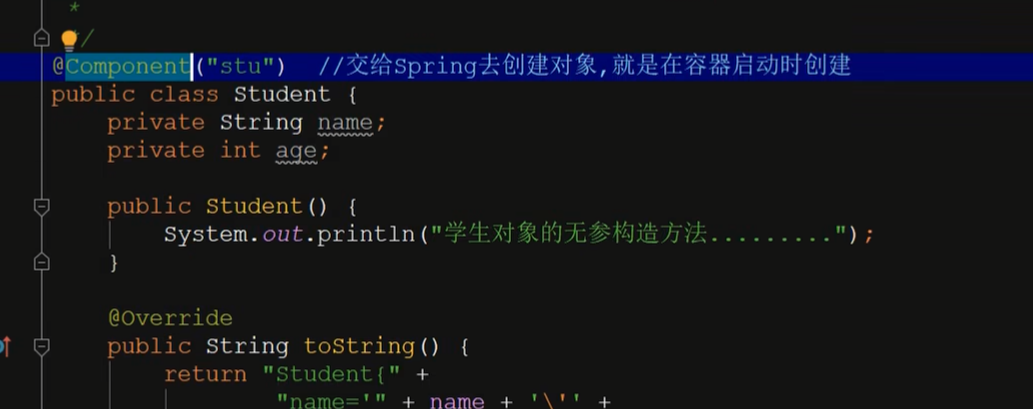 *
*/
@Component("stu")  //交给Spring去创建对象,就是在容器启动时创建
public class Student {
    private String name;
    private int age;
    public Student() {
        System.out.println("学生对象的无参构造方法.........");
    }
    @Override
    public String toString() {
        return "Student{" +
                "name='" + name + '\'' +